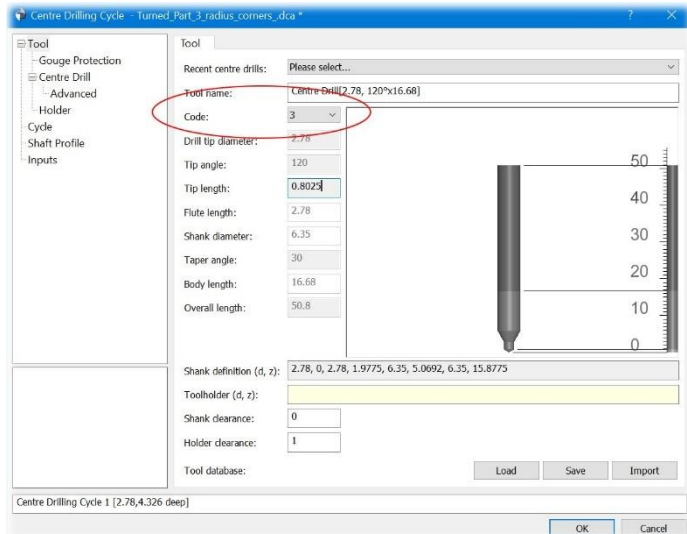 Centre Drilling Cycle - Turned_Part_3_radius_corners_.dca *
? ×
Tool
Gouge Protection
Centre Drill
Advanced
Holder
Cycle
Shaft Profile
Inputs
Tool
Recent centre drills: Please select...
Tool name: Centre Drill[2.78, 120°x16.68]
Code: 3
Drill tip diameter: 2.78
Tip angle: 120
Tip length: 0.8025
Flute length: 2.78
Shank diameter: 6.35
Taper angle: 30
Body length: 16.68
Overall length: 50.8
50
40
30
20
10
0
Shank definition (d, z): 2.78, 0, 2.78, 1.9775, 6.35, 5.0692, 6.35, 15.8775
Toolholder (d, z):
Shank clearance: 0
Holder clearance: 1
Tool database: Load Save Import
Centre Drilling Cycle 1 [2.78,4.326 deep]
OK Cancel